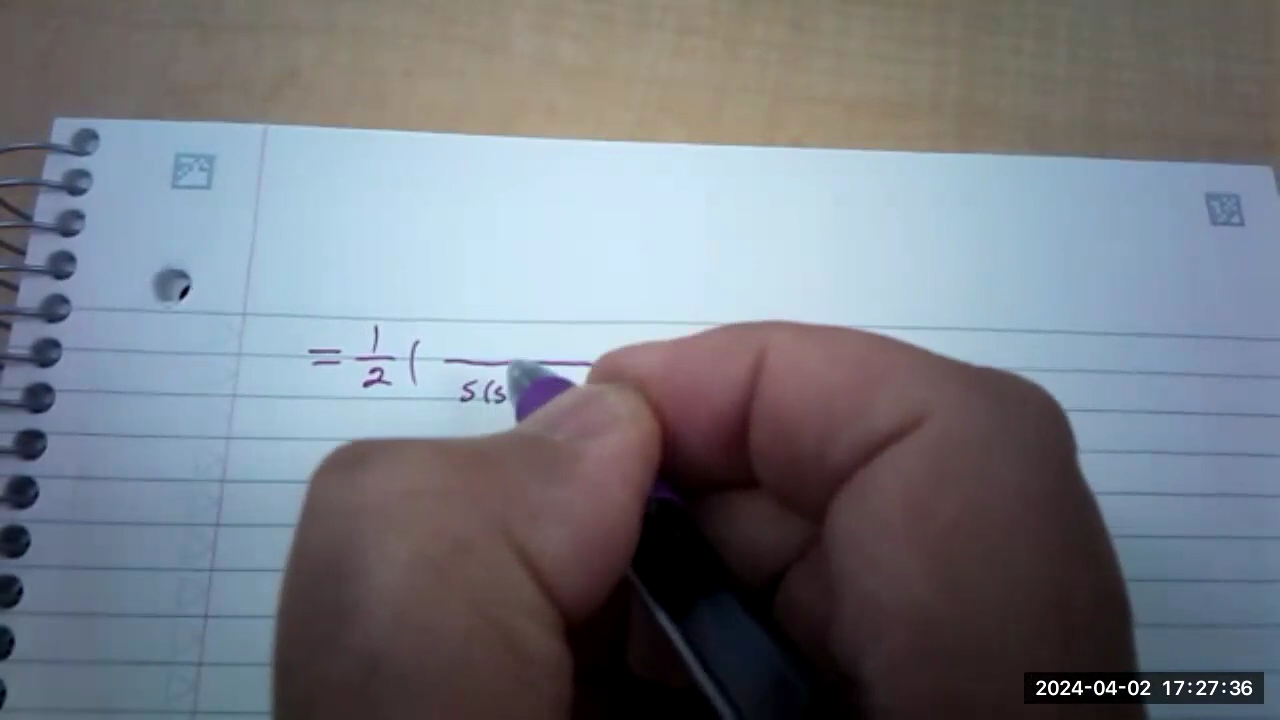 = 1/2 ( ―
s(s
2024-04-02 17:27:36